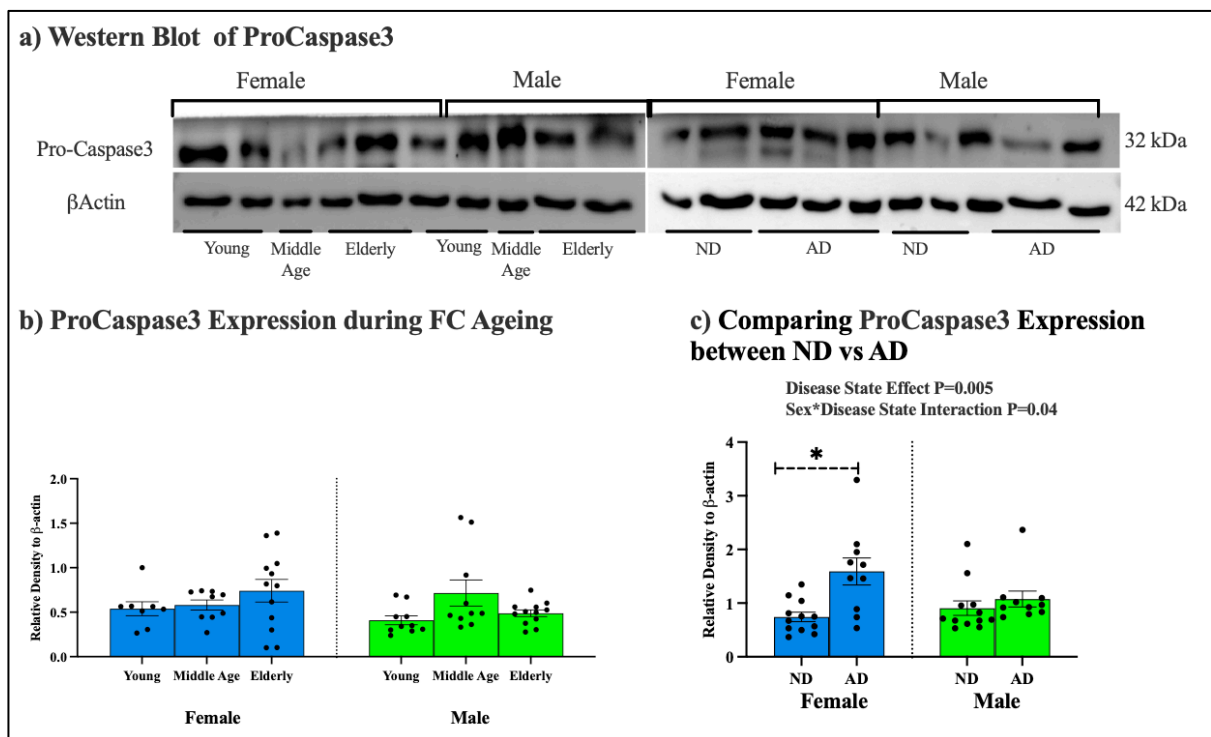 a) Western Blot of ProCaspase3
Female Male Female Male
Pro-Caspase3 32 kDa
βActin 42 kDa
Young Middle Age Elderly Young Middle Age Elderly ND AD ND AD
b) ProCaspase3 Expression during FC Ageing
Relative Density to β-actin
2.0
1.5
1.0
0.5
0.0
Young Middle Age Elderly Young Middle Age Elderly
Female Male
c) Comparing ProCaspase3 Expression
between ND vs AD
Disease State Effect P=0.005
Sex*Disease State Interaction P=0.04
Relative Density to β-actin
4
3
2
1
0
*
ND AD ND AD
Female Male